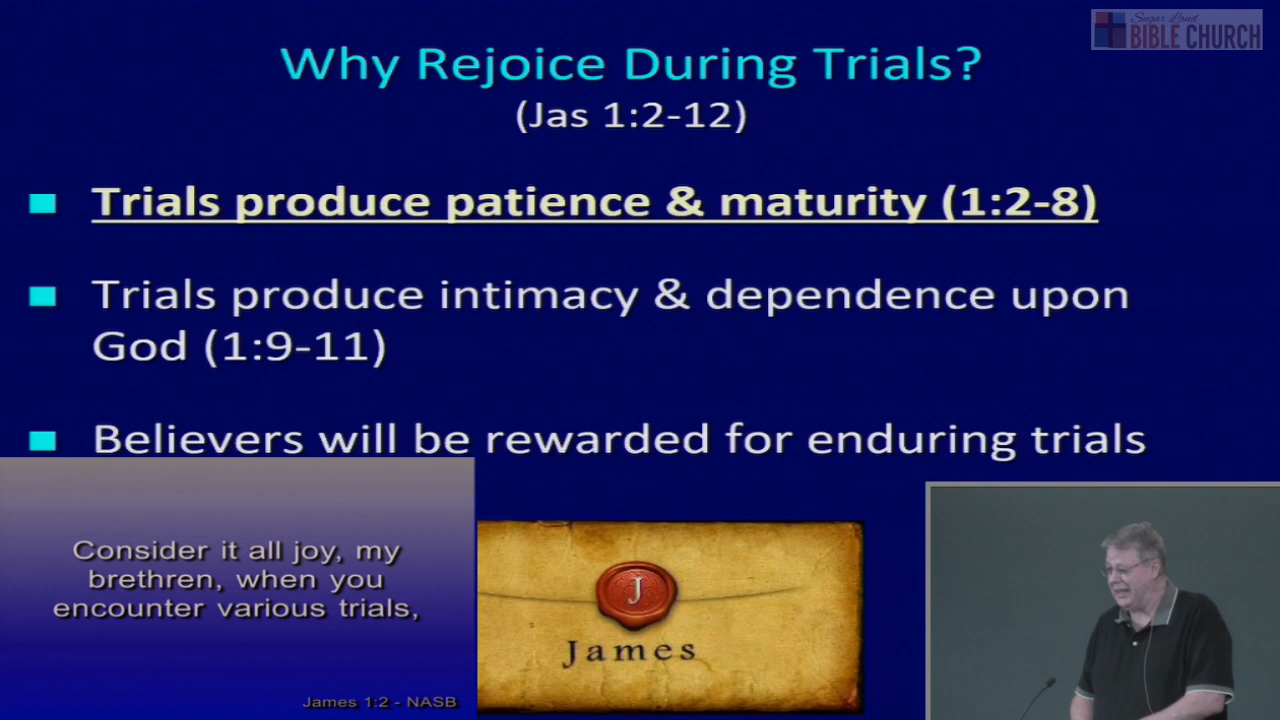 Sugar Land
BIBLE CHURCH
Why Rejoice During Trials?
(Jas 1:2-12)
Trials produce patience & maturity (1:2-8)
Trials produce intimacy & dependence upon
God (1:9-11)
Believers will be rewarded for enduring trials
Consider it all joy, my
brethren, when you
encounter various trials,
James 1:2 - NASB
J
James